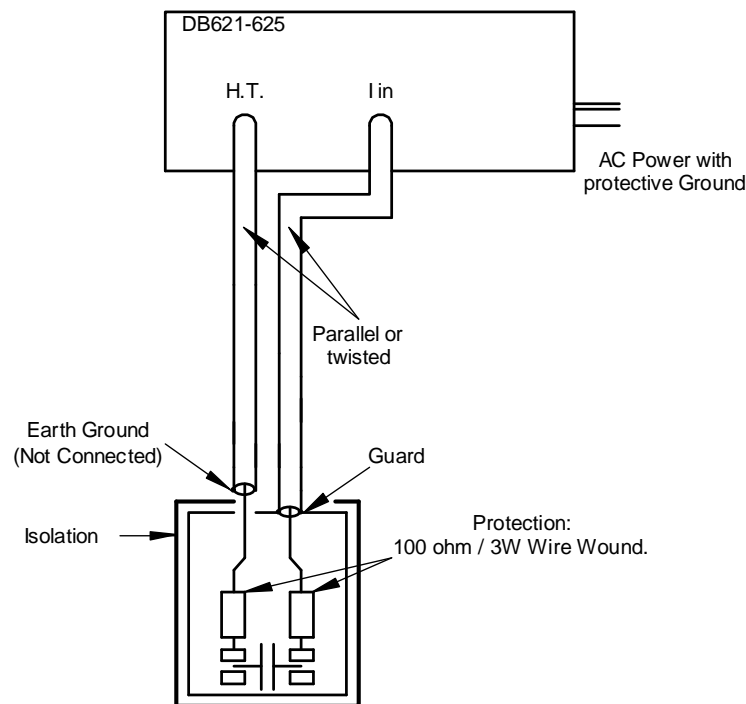 DB621-625
H.T.
I in
AC Power with
protective Ground
Parallel or
twisted
Earth Ground
(Not Connected)
Guard
Isolation
Protection:
100 ohm / 3W Wire Wound.